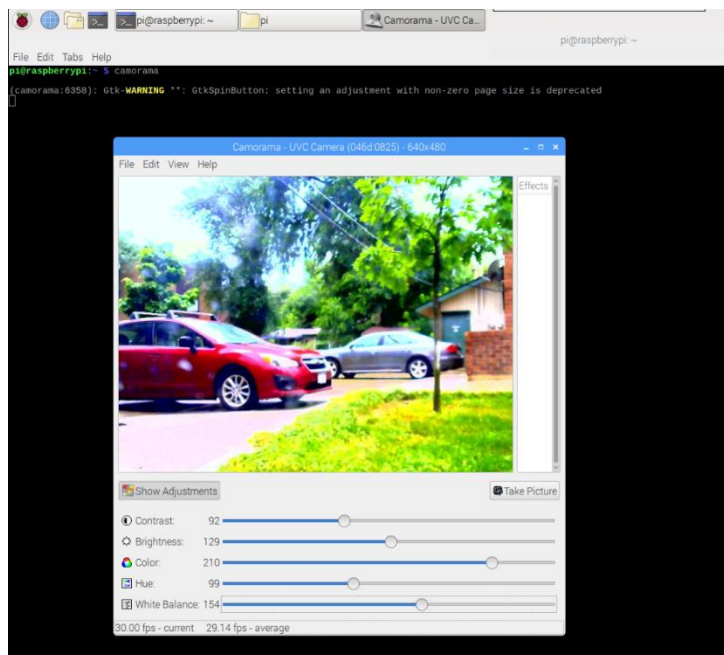 pi@raspberrypi: ~ pi Camorama - UVC Ca...
pi@raspberrypi: ~
File Edit Tabs Help
pi@raspberrypi:~ $ camorama
(camorama:6358): Gtk-WARNING **: GtkSpinButton: setting an adjustment with non-zero page size is deprecated
Camorama - UVC Camera (046d:0825) - 640x480
File Edit View Help
Effects
Show Adjustments Take Picture
Contrast: 92
Brightness: 129
Color: 210
Hue: 99
White Balance: 154
30.00 fps - current 29.14 fps - average